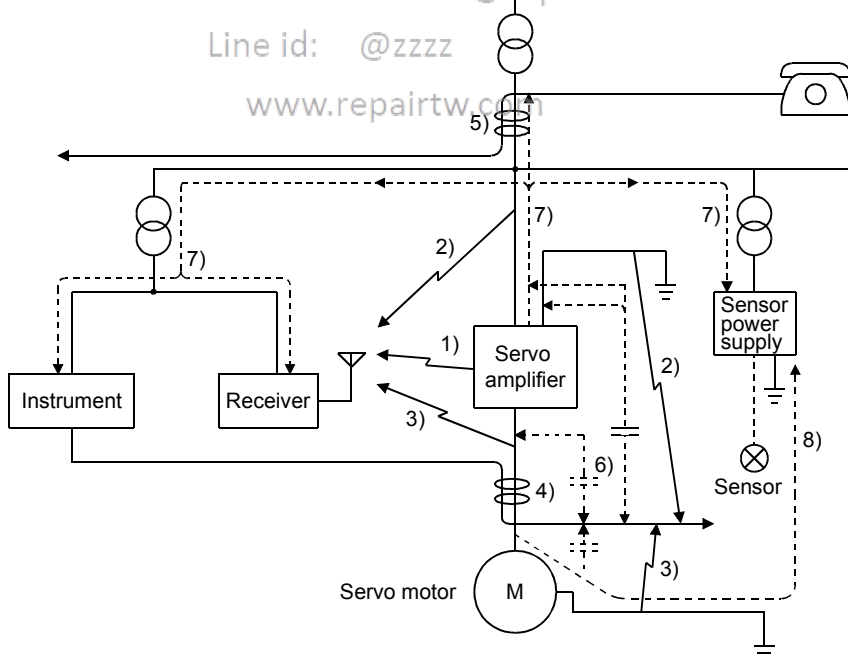 Line id: @zzzz
www.repairtw.com
5)
7)
7)
2)
7)
Sensor
power
supply
1)
Servo
amplifier
2)
Instrument
Receiver
3)
8)
6)
4)
Sensor
3)
Servo motor
M